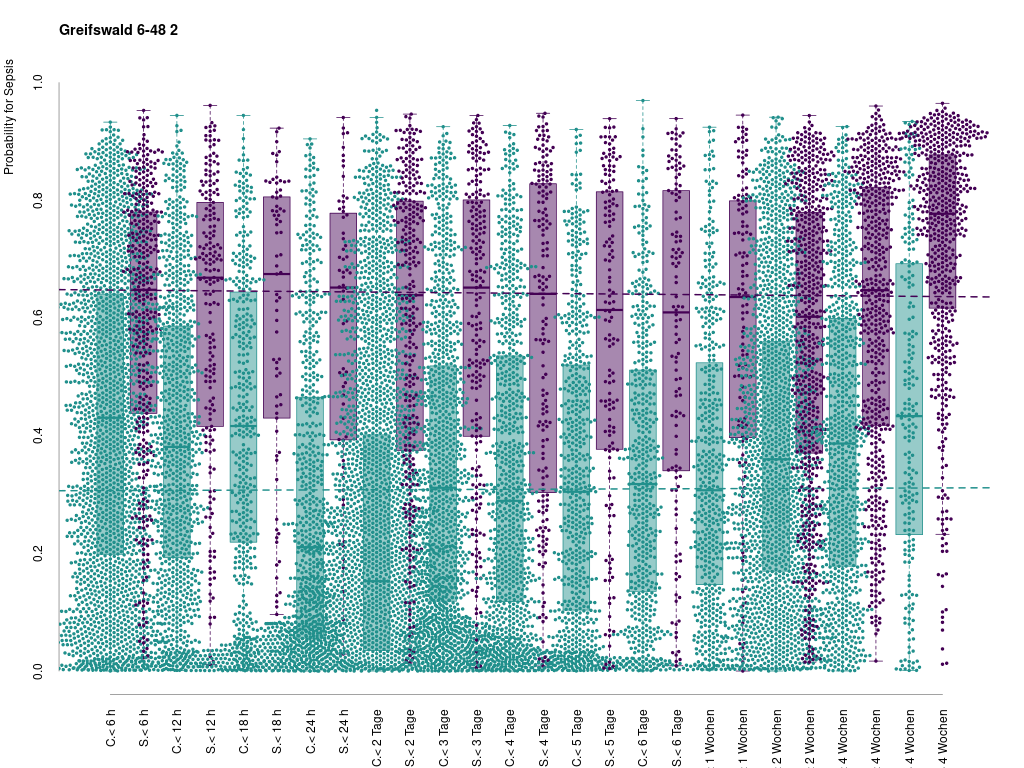 Greifswald 6-48 2
Probability for Sepsis
1.0
0.8
0.6
0.4
0.2
0.0
C.< 6 h
S.< 6 h
C.< 12 h
S.< 12 h
C.< 18 h
S.< 18 h
C.< 24 h
S.< 24 h
C.< 2 Tage
S.< 2 Tage
C.< 3 Tage
S.< 3 Tage
C.< 4 Tage
S.< 4 Tage
C.< 5 Tage
S.< 5 Tage
C.< 6 Tage
S.< 6 Tage
1 Wochen
1 Wochen
2 Wochen
2 Wochen
4 Wochen
4 Wochen
4 Wochen
4 Wochen